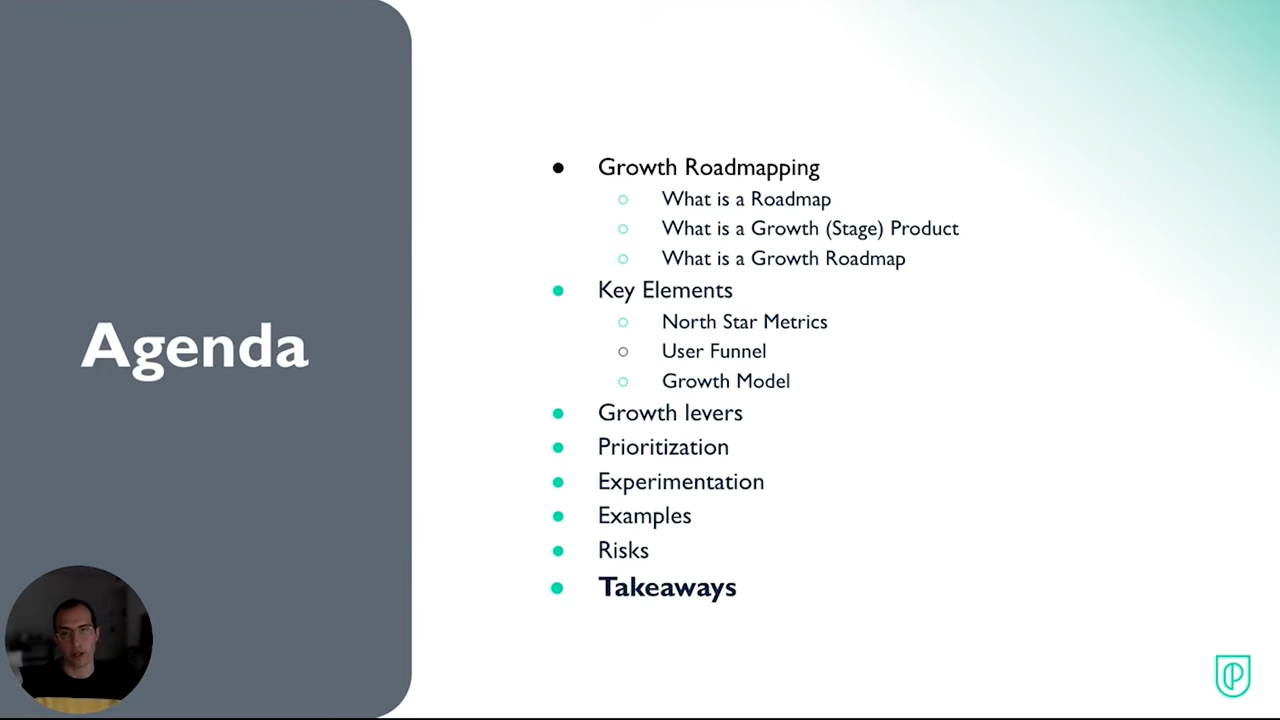 Agenda
Growth Roadmapping
What is a Roadmap
What is a Growth (Stage) Product
What is a Growth Roadmap
Key Elements
North Star Metrics
User Funnel
Growth Model
Growth levers
Prioritization
Experimentation
Examples
Risks
Takeaways